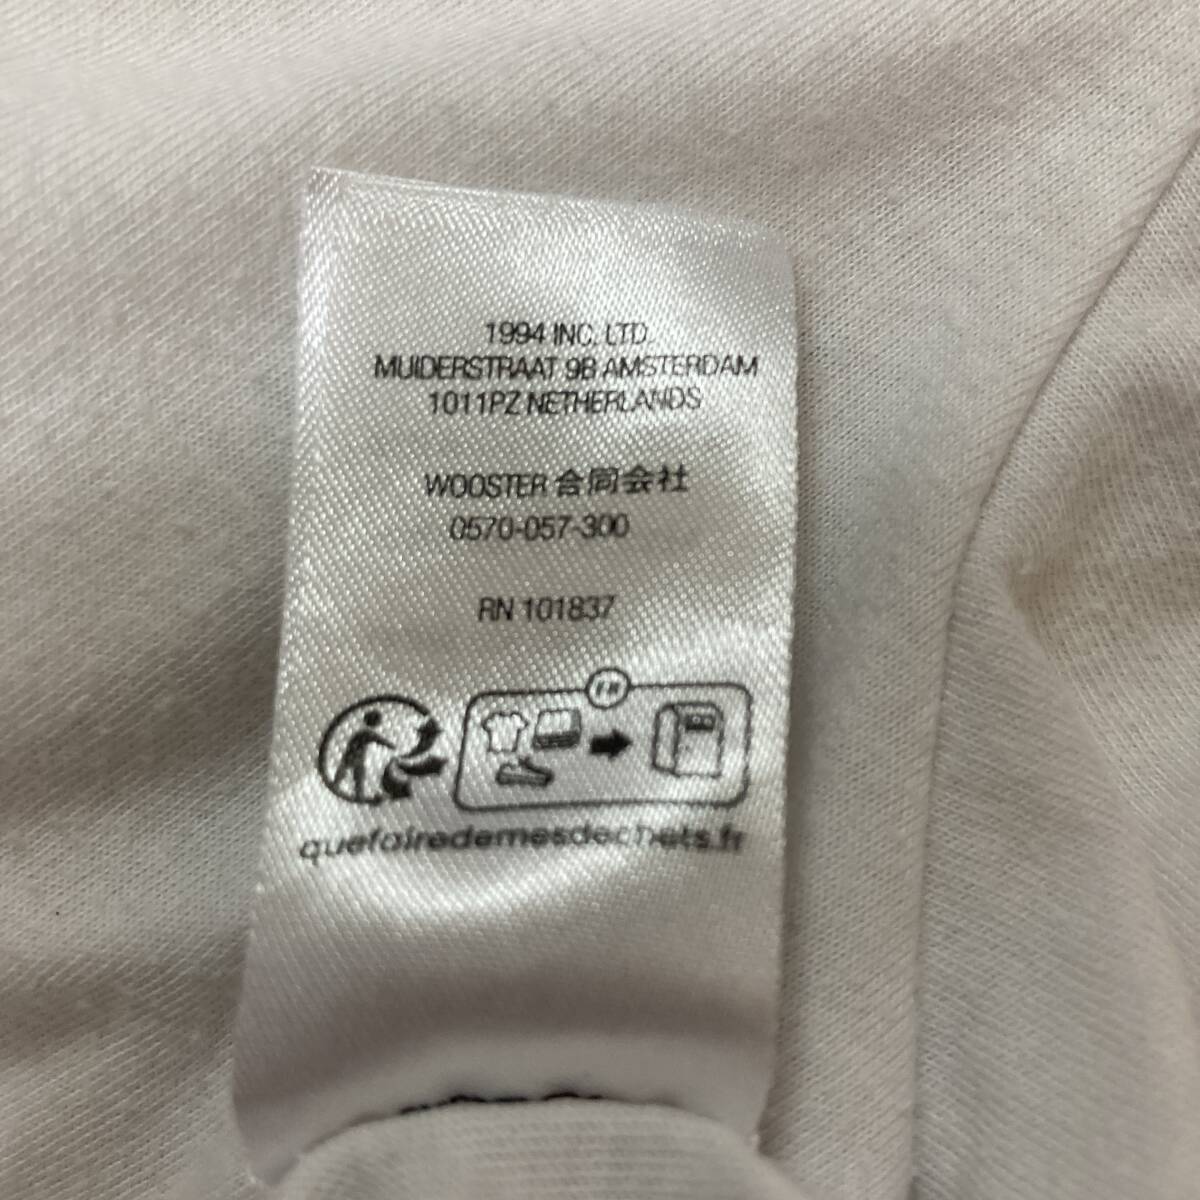 1994 INC. LTD.
MUIDERSTRAAT 9B AMSTERDAM
1011PZ NETHERLANDS
WOOSTER 合同会社
0570-057-300
RN 101837
FR
quefairedemesdechets.fr